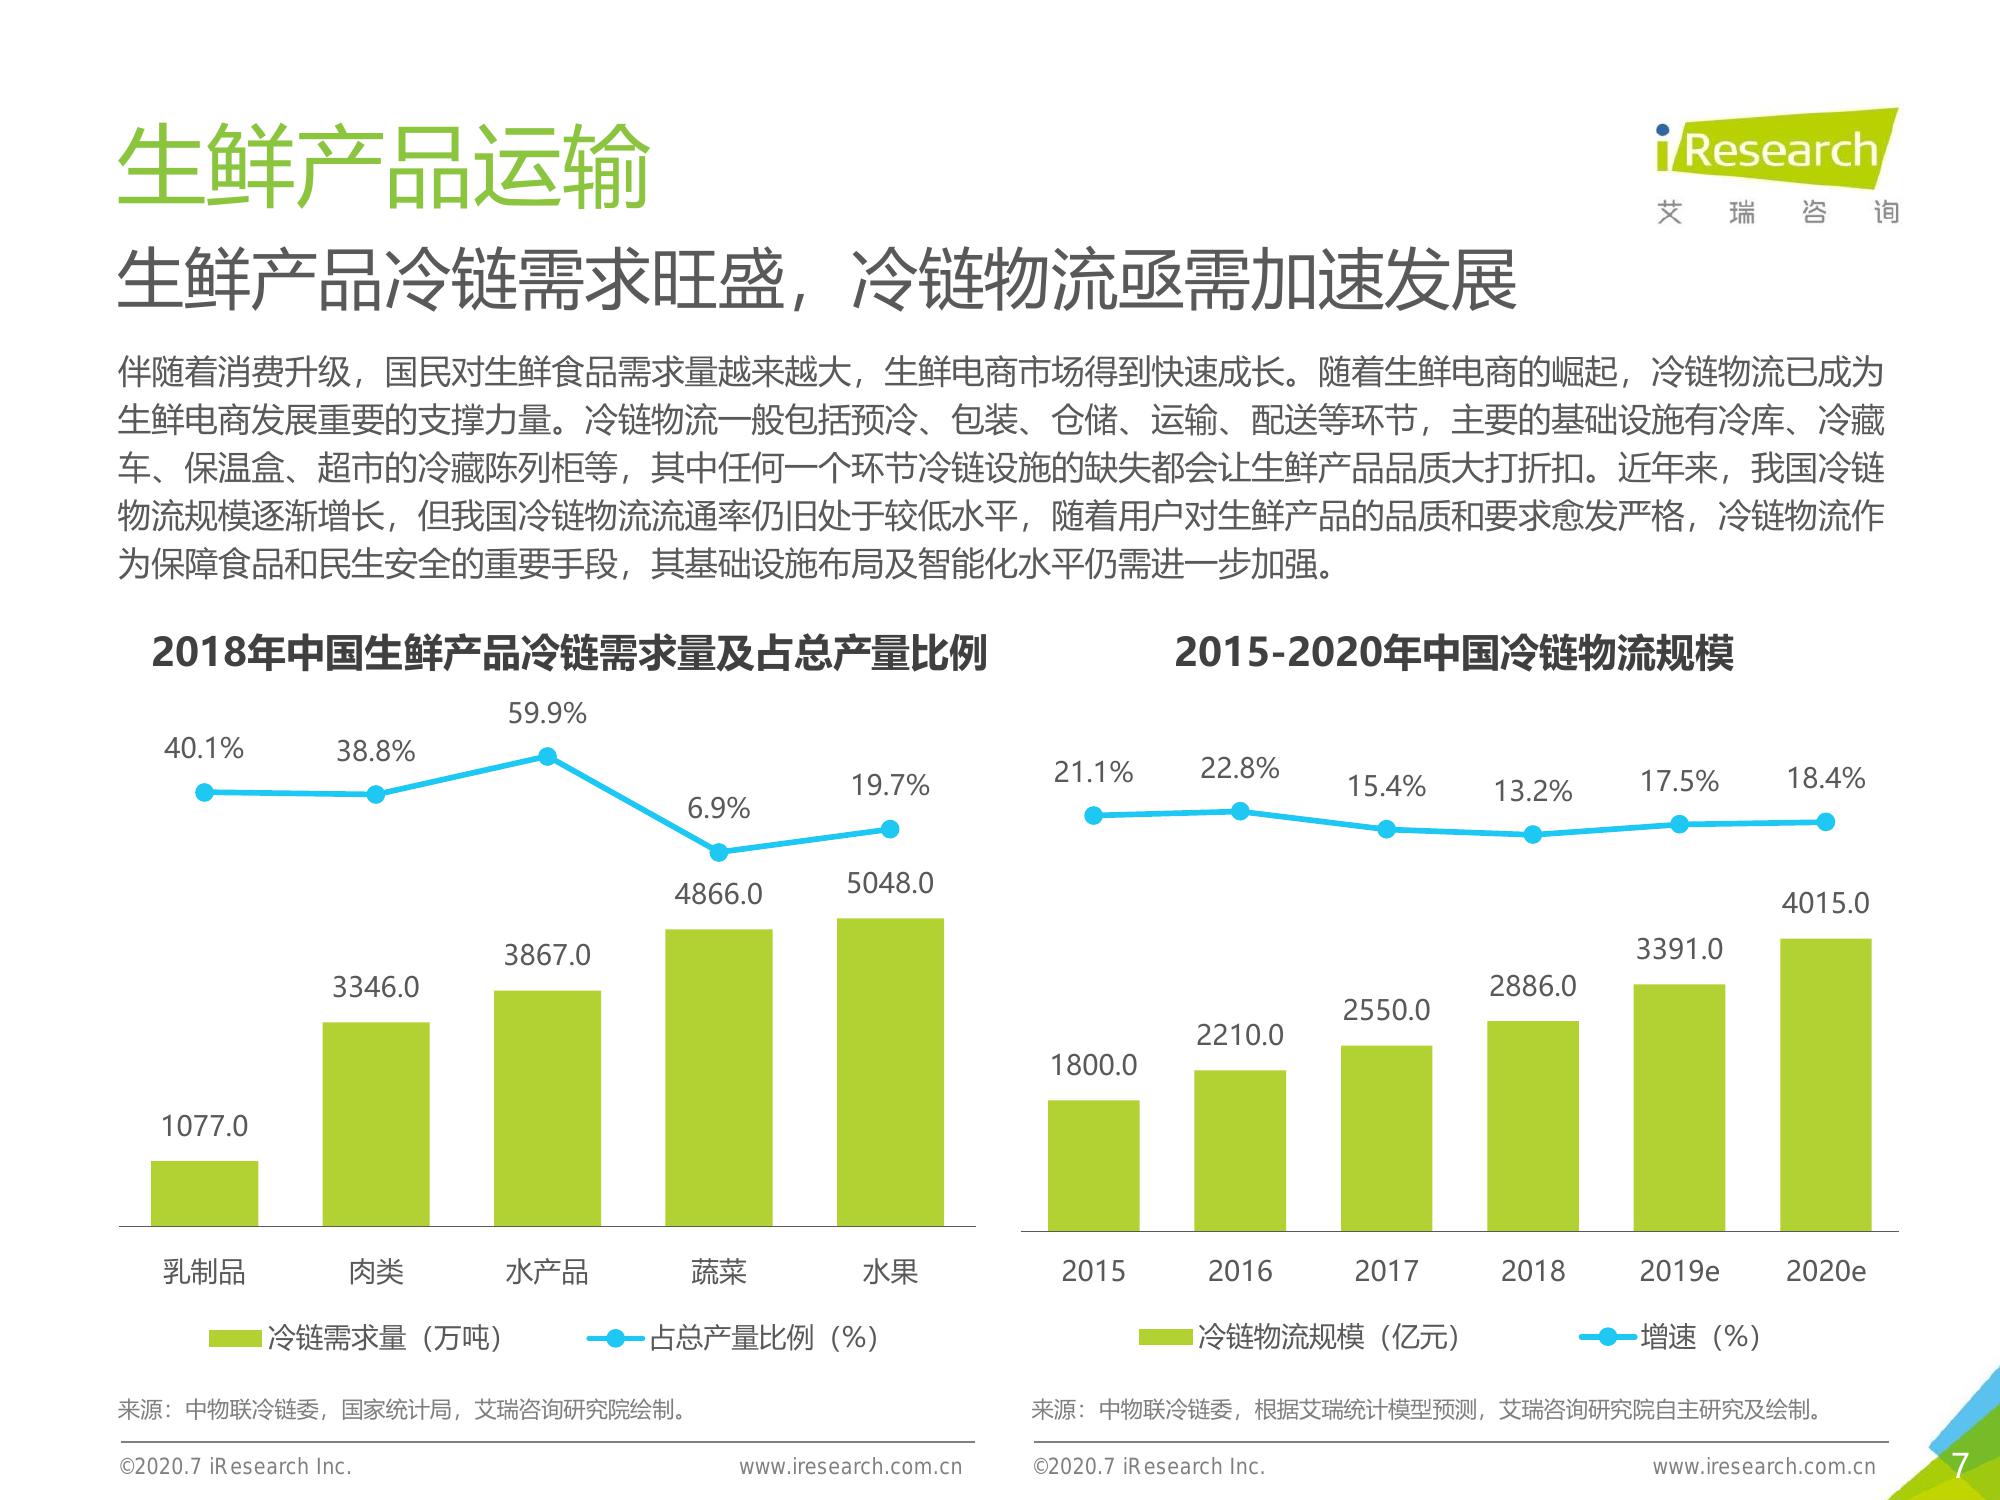 生鲜产品运输
iResearch
艾瑞咨询
生鲜产品冷链需求旺盛，冷链物流亟需加速发展
伴随着消费升级，国民对生鲜食品需求量越来越大，生鲜电商市场得到快速成长。随着生鲜电商的崛起，冷链物流已成为
生鲜电商发展重要的支撑力量。冷链物流一般包括预冷、包装、仓储、运输、配送等环节，主要的基础设施有冷库、冷藏
车、保温盒、超市的冷藏陈列柜等，其中任何一个环节冷链设施的缺失都会让生鲜产品品质大打折扣。近年来，我国冷链
物流规模逐渐增长，但我国冷链物流流通率仍旧处于较低水平，随着用户对生鲜产品的品质和要求愈发严格，冷链物流作
为保障食品和民生安全的重要手段，其基础设施布局及智能化水平仍需进一步加强。
2018年中国生鲜产品冷链需求量及占总产量比例
40.1% 38.8% 59.9% 6.9% 19.7%
1077.0 3346.0 3867.0 4866.0 5048.0
乳制品 肉类 水产品 蔬菜 水果
冷链需求量（万吨） 占总产量比例（%）
来源：中物联冷链委，国家统计局，艾瑞咨询研究院绘制。
©2020.7 iResearch Inc. www.iresearch.com.cn
2015-2020年中国冷链物流规模
21.1% 22.8% 15.4% 13.2% 17.5% 18.4%
1800.0 2210.0 2550.0 2886.0 3391.0 4015.0
2015 2016 2017 2018 2019e 2020e
冷链物流规模（亿元） 增速（%）
来源：中物联冷链委，根据艾瑞统计模型预测，艾瑞咨询研究院自主研究及绘制。
©2020.7 iResearch Inc. www.iresearch.com.cn
7